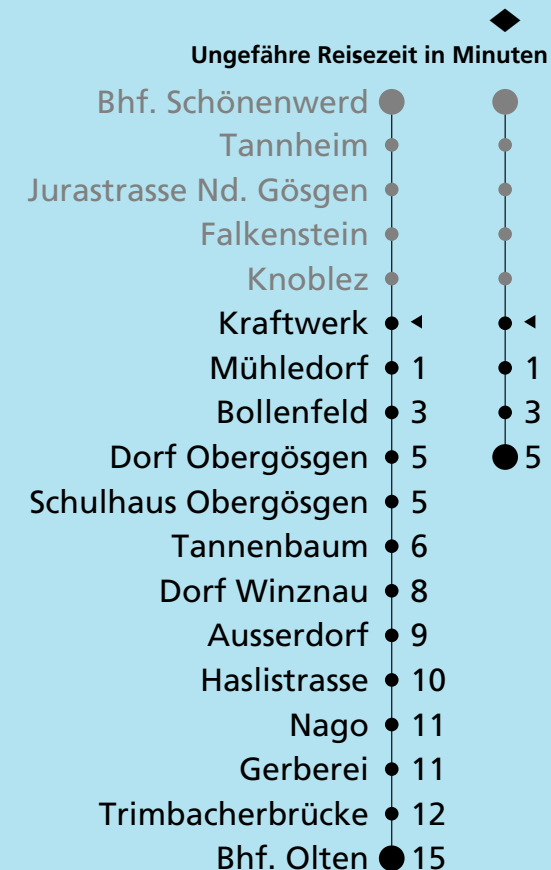 Ungefähre Reisezeit in Minuten
Bhf. Schönenwerd
Tannheim
Jurastrasse Nd. Gösgen
Falkenstein
Knoblez
Kraftwerk
Mühledorf 1 1
Bollenfeld 3 3
Dorf Obergösgen 5 5
Schulhaus Obergösgen 5
Tannenbaum 6
Dorf Winznau 8
Ausserdorf 9
Haslistrasse 10
Nago 11
Gerberei 11
Trimbacherbrücke 12
Bhf. Olten 15